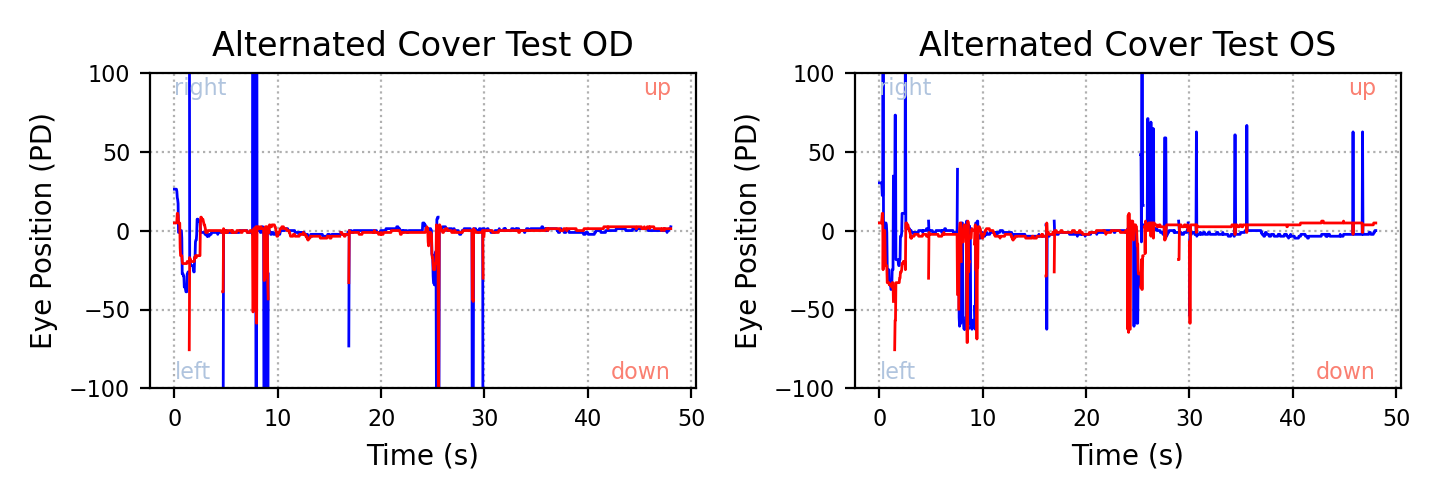 Alternated Cover Test OD
Eye Position (PD)
100
50
0
−50
−100
right
up
left
down
0
10
20
30
40
50
Time (s)
Alternated Cover Test OS
Eye Position (PD)
100
50
0
−50
−100
right
up
left
down
0
10
20
30
40
50
Time (s)